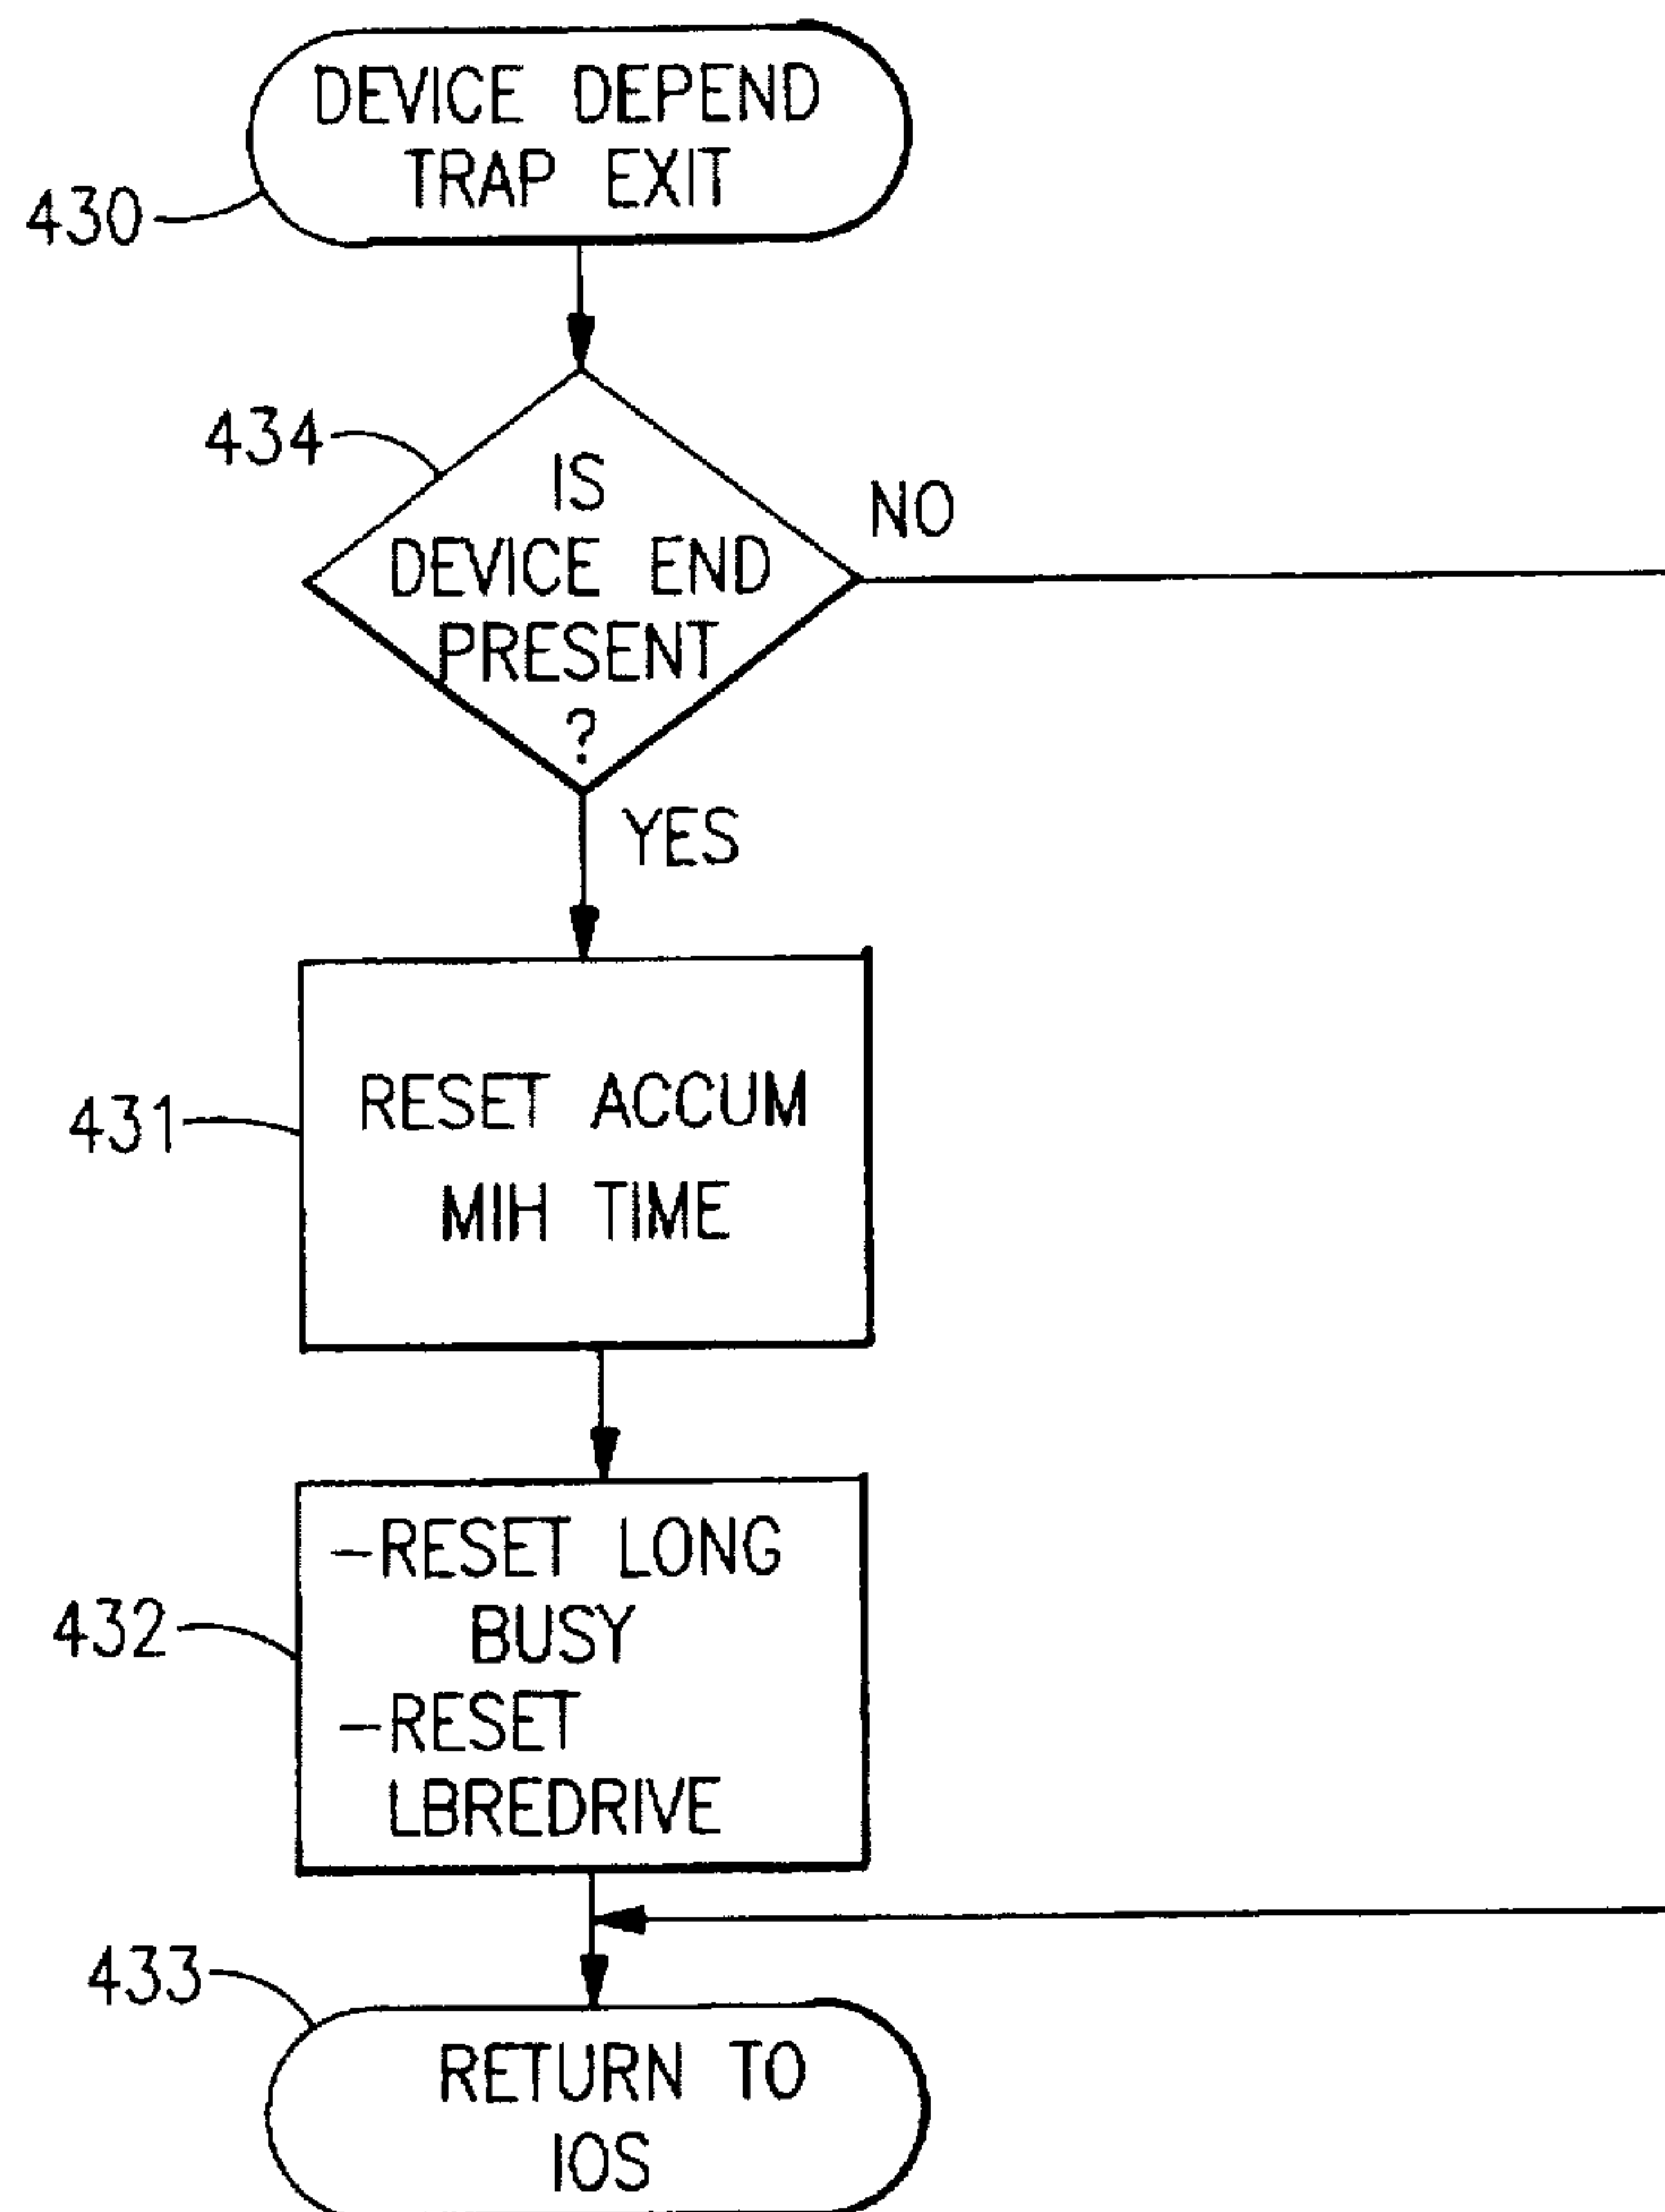 DEVICE DEPEND
TRAP EXIT
430
434
IS
DEVICE END
PRESENT
?
NO
YES
431
RESET ACCUM
MIH TIME
432
-RESET LONG
BUSY
-RESET
LBREDRIVE
433
RETURN TO
IOS